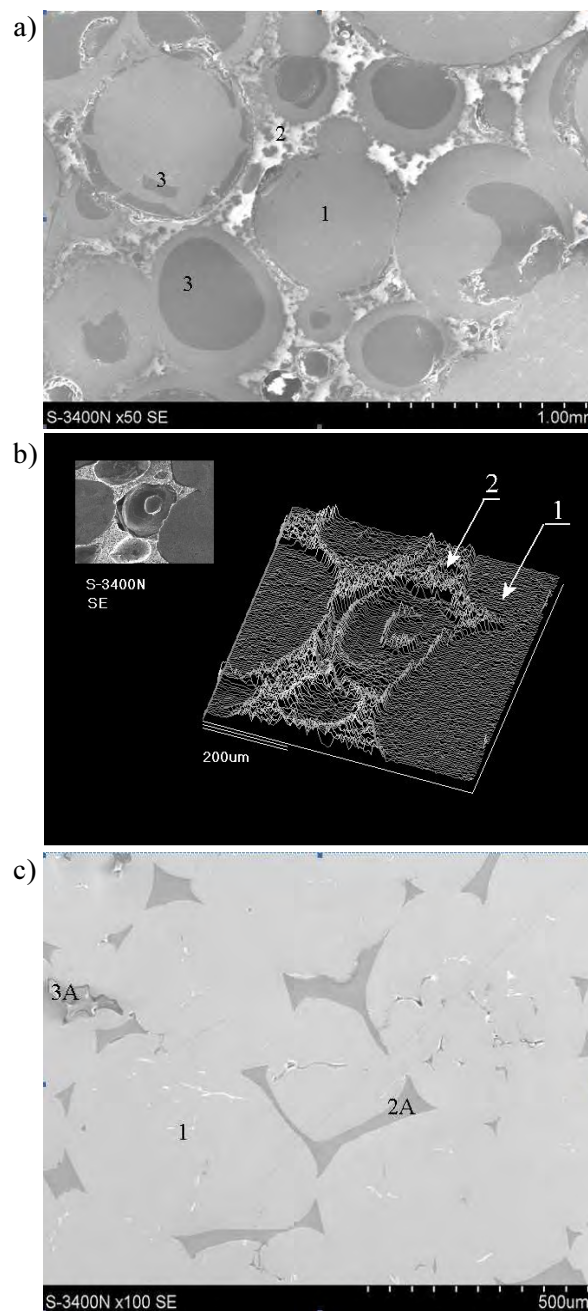 a)
2
3
1
3
S-3400N x50 SE 1.00mm
b)
2
1
S-3400N
SE
200um
c)
3A
2A
1
S-3400N x100 SE 500um